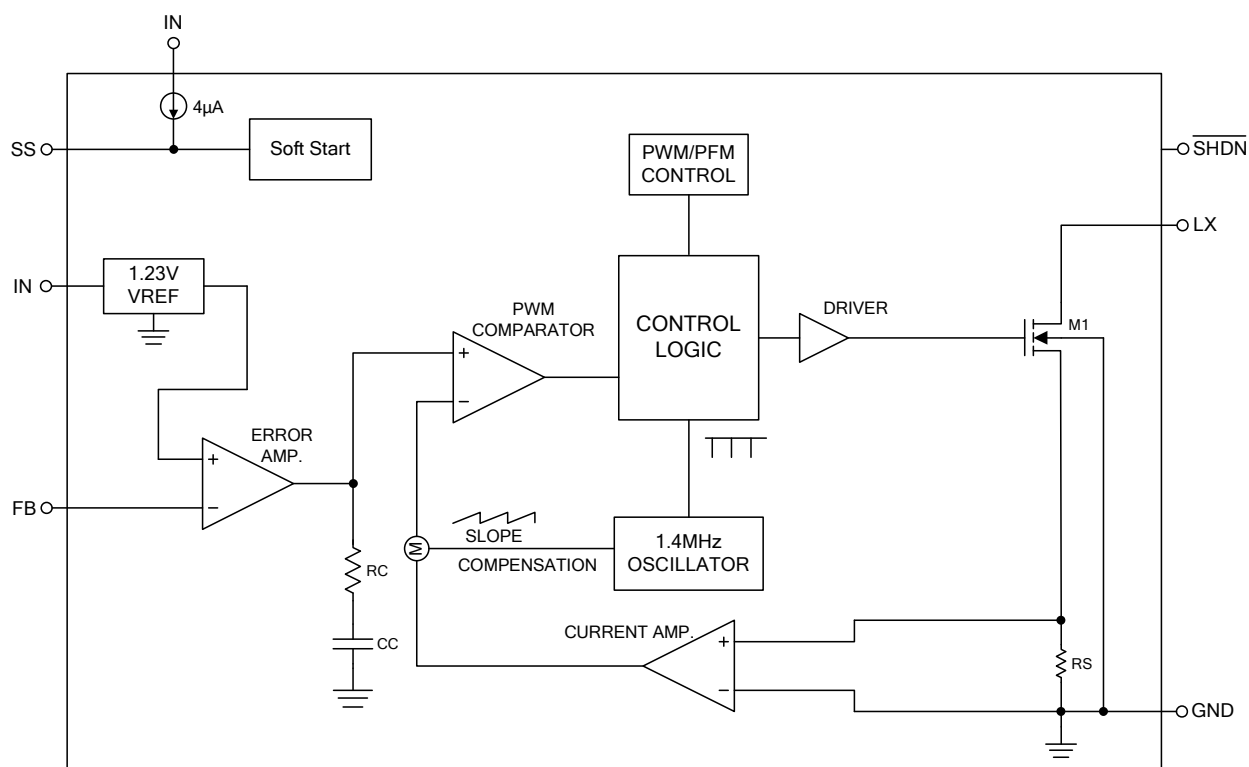 IN
4µA
SS
Soft Start
PWM/PFM
CONTROL
SHDN
LX
IN
1.23V
VREF
PWM
COMPARATOR
CONTROL
LOGIC
DRIVER
M1
+
−
ERROR
AMP.
+
−
FB
SLOPE
COMPENSATION
M
1.4MHz
OSCILLATOR
RC
CC
CURRENT AMP.
+
−
RS
GND